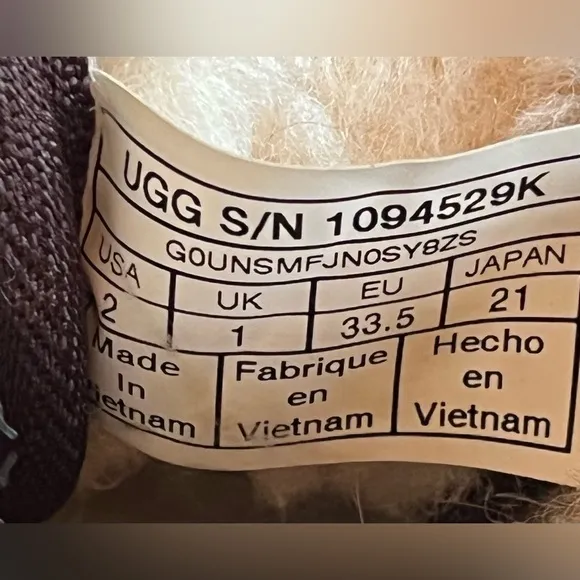 UGG S/N 1094529K
G0UNSMFJN0SY8ZS
USA UK EU JAPAN
2 1 33.5 21
Made Fabrique Hecho
In en en
Vietnam Vietnam Vietnam